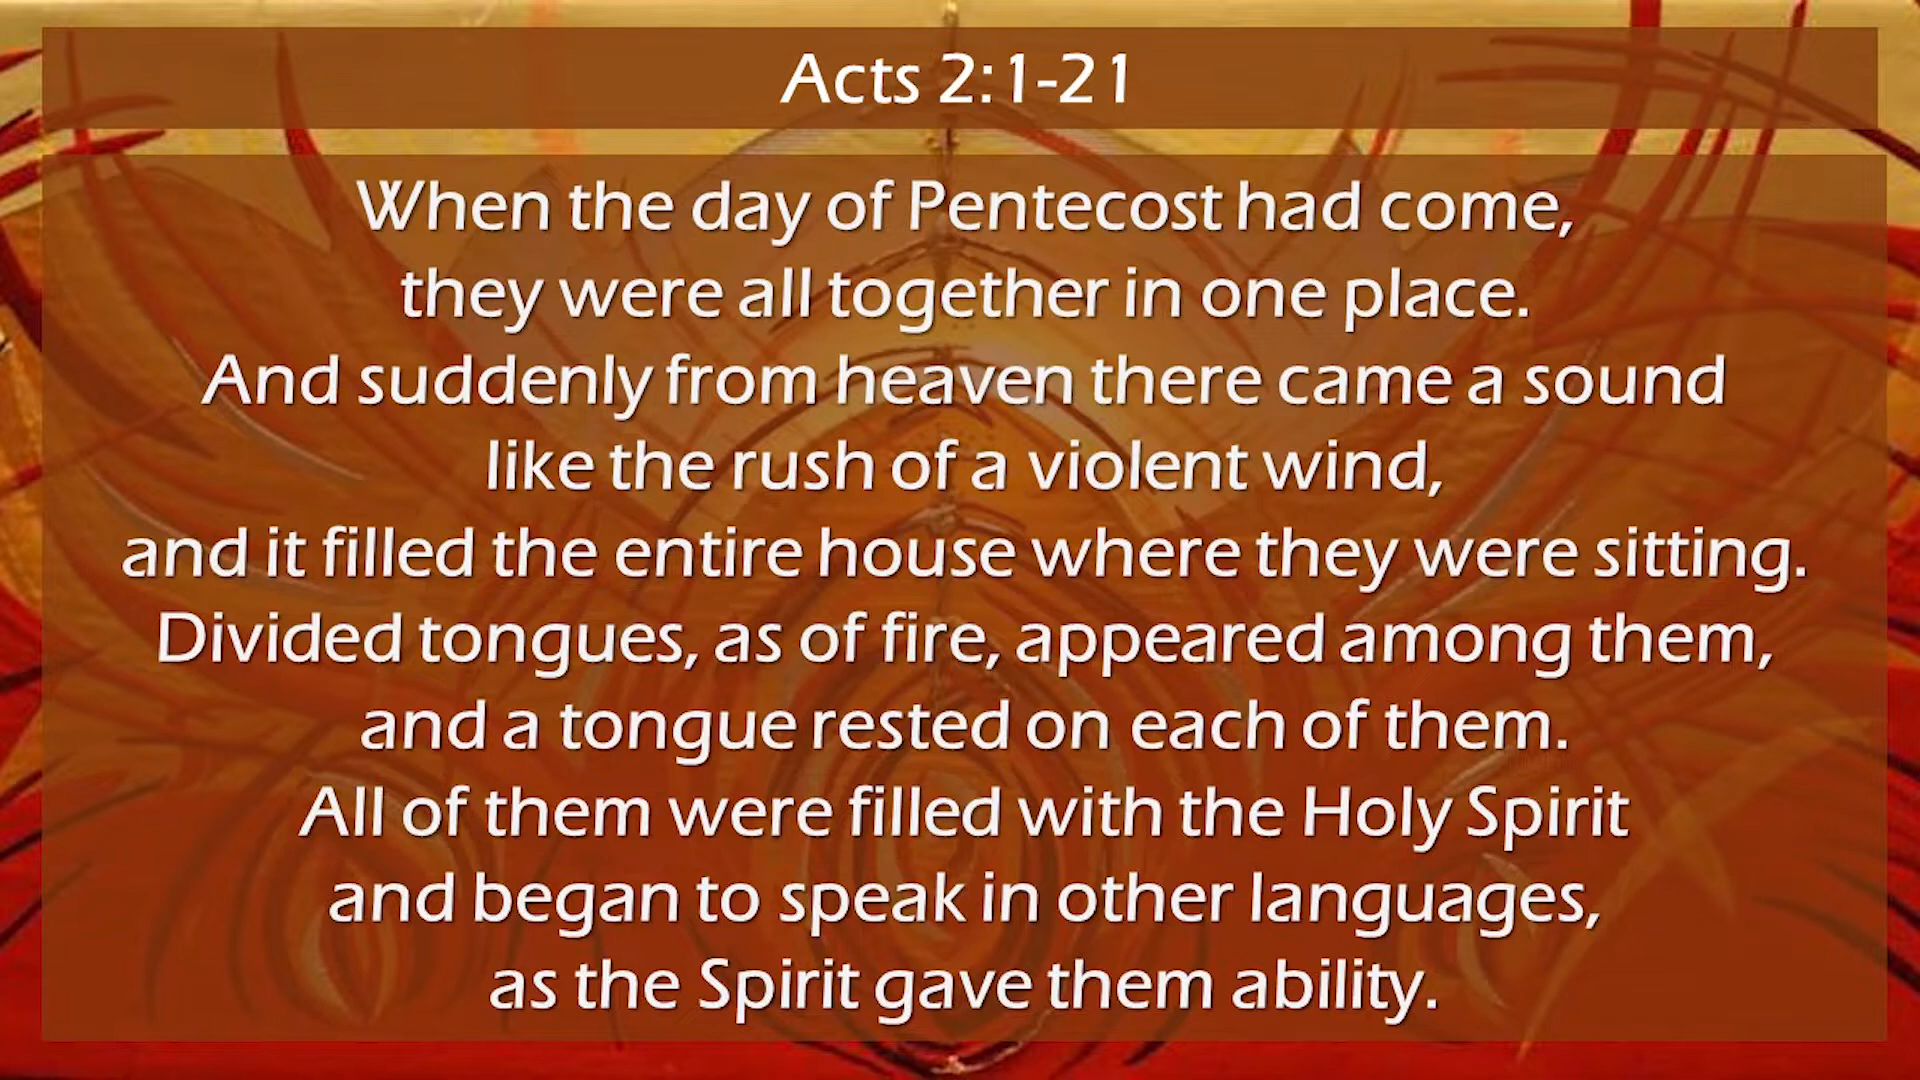 Acts 2:1-21
When the day of Pentecost had come,
they were all together in one place.
And suddenly from heaven there came a sound
like the rush of a violent wind,
and it filled the entire house where they were sitting.
Divided tongues, as of fire, appeared among them,
and a tongue rested on each of them.
All of them were filled with the Holy Spirit
and began to speak in other languages,
as the Spirit gave them ability.